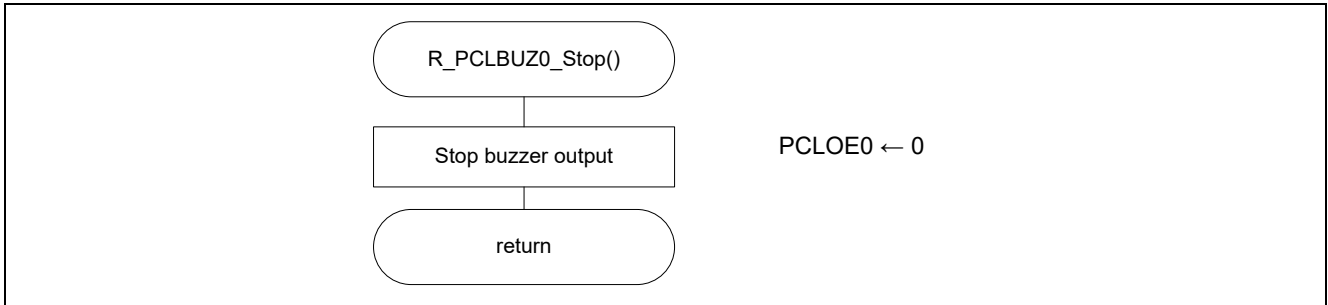 R_PCLBUZ0_Stop()
Stop buzzer output
PCLOE0 ← 0
return